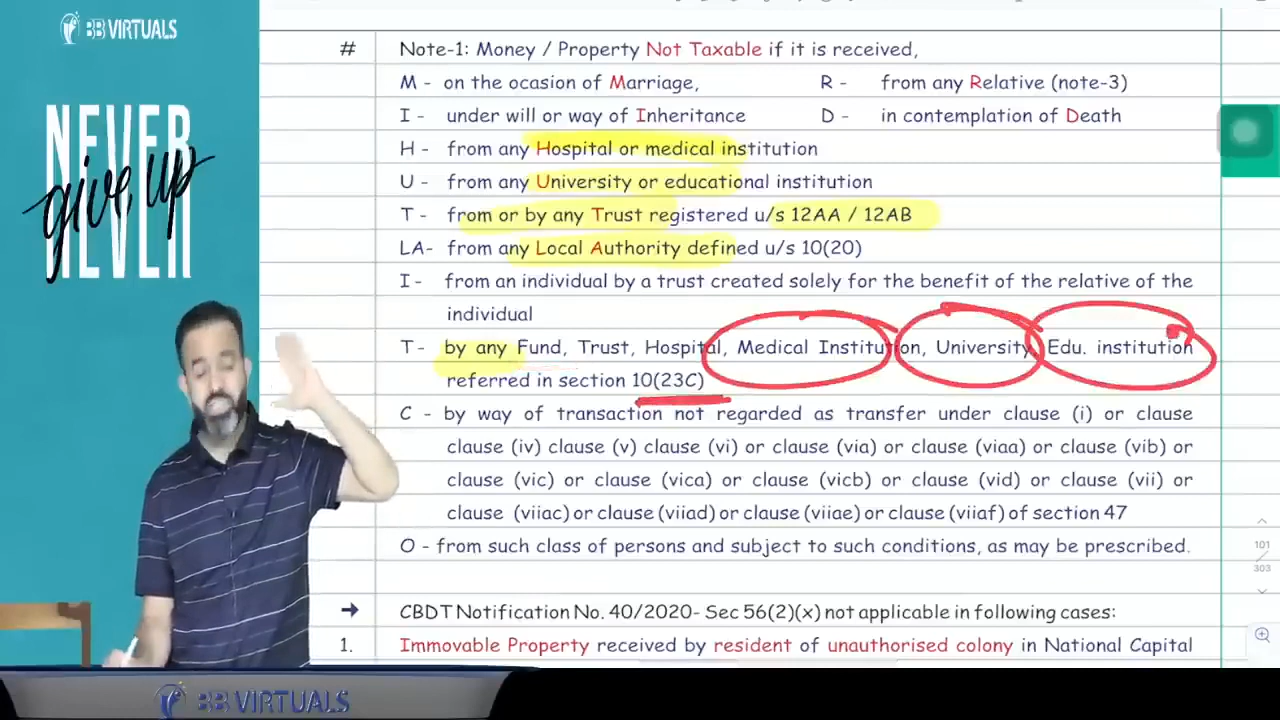 BB VIRTUALS
NEVER
give up
NEVER
# Note-1: Money / Property Not Taxable if it is received,
M - on the ocasion of Marriage, R - from any Relative (note-3)
I - under will or way of Inheritance D - in contemplation of Death
H - from any Hospital or medical institution
U - from any University or educational institution
T - from or by any Trust registered u/s 12AA / 12AB
LA- from any Local Authority defined u/s 10(20)
I - from an individual by a trust created solely for the benefit of the relative of the
individual
T - by any Fund, Trust, Hospital, Medical Institution, University, Edu. institution
referred in section 10(23C)
C - by way of transaction not regarded as transfer under clause (i) or clause
clause (iv) clause (v) clause (vi) or clause (via) or clause (viaa) or clause (vib) or
clause (vic) or clause (vica) or clause (vicb) or clause (vid) or clause (vii) or
clause (viiac) or clause (viiad) or clause (viiae) or clause (viiaf) of section 47
O - from such class of persons and subject to such conditions, as may be prescribed.
101
303
→ CBDT Notification No. 40/2020- Sec 56(2)(x) not applicable in following cases:
1. Immovable Property received by resident of unauthorised colony in National Capital
BB VIRTUALS